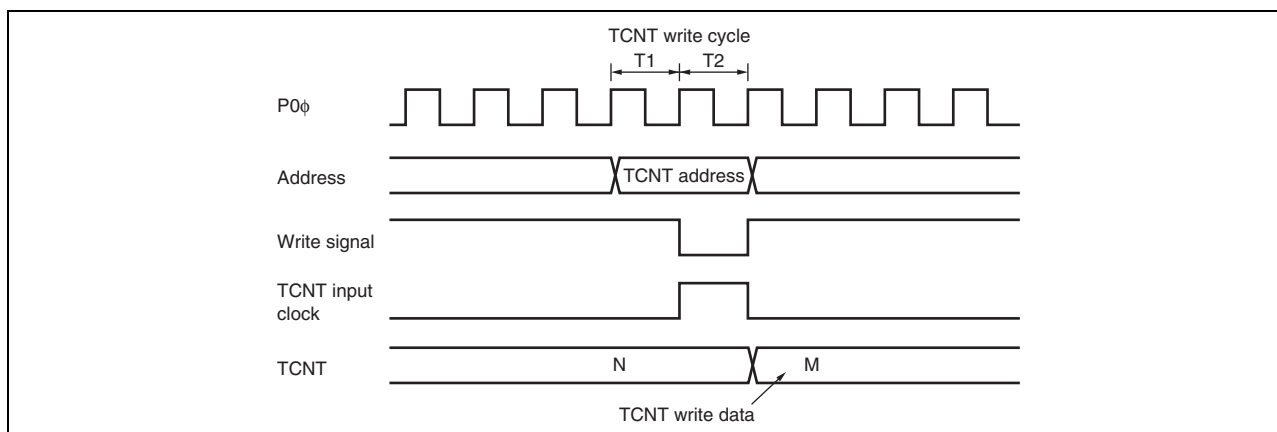 TCNT write cycle
T1 T2
P0ϕ
Address
TCNT address
Write signal
TCNT input
clock
TCNT
N
M
TCNT write data